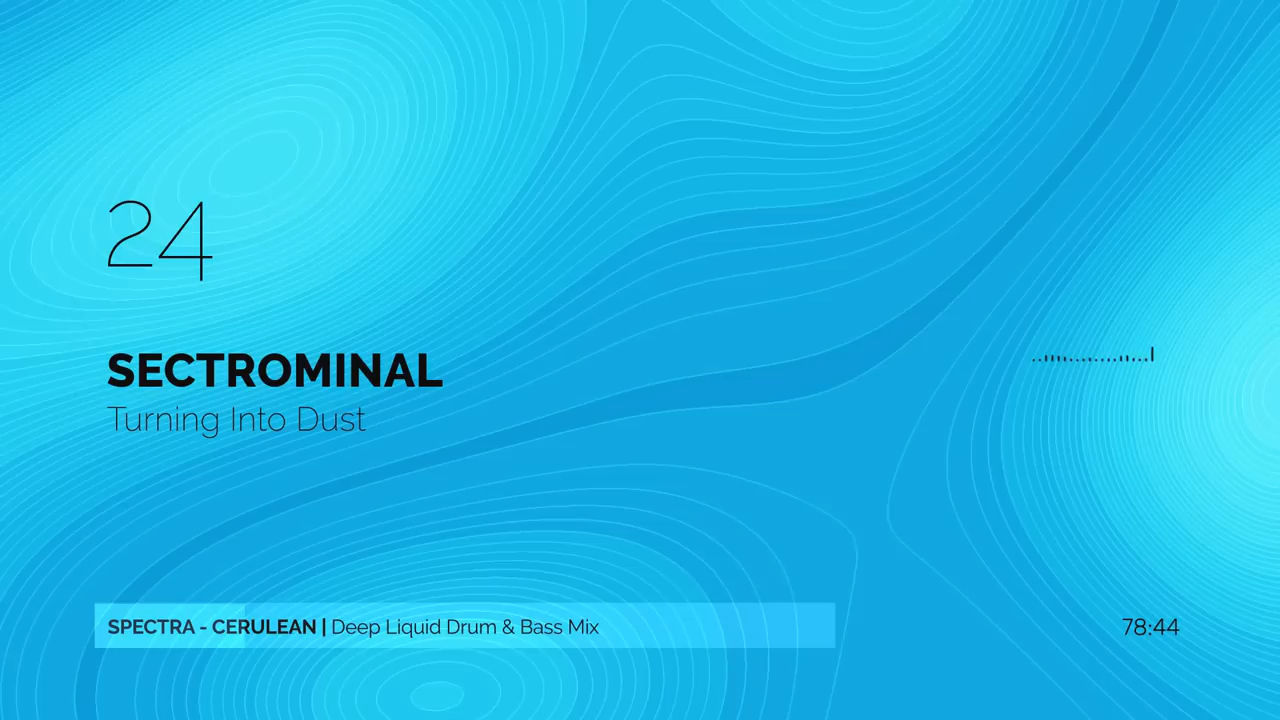 24
SECTROMINAL
Turning Into Dust
SPECTRA - CERULEAN | Deep Liquid Drum & Bass Mix
78:44